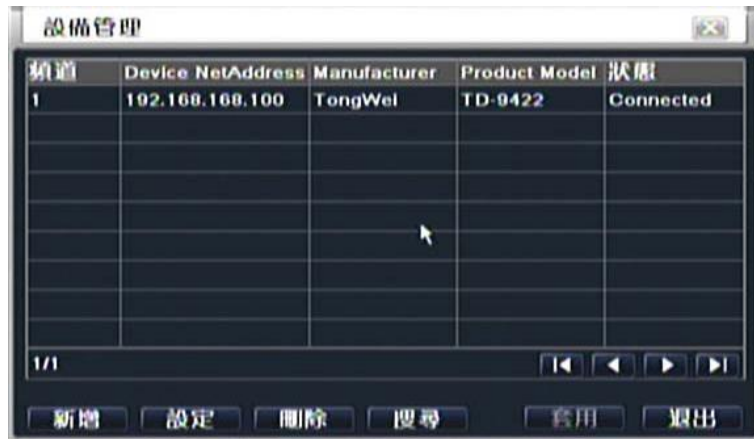 設備管理
頻道 Device NetAddress Manufacturer Product Model 狀態
1 192.168.168.100 TongWei TD-9422 Connected
1/1
新增 設定 刪除 搜尋 套用 退出